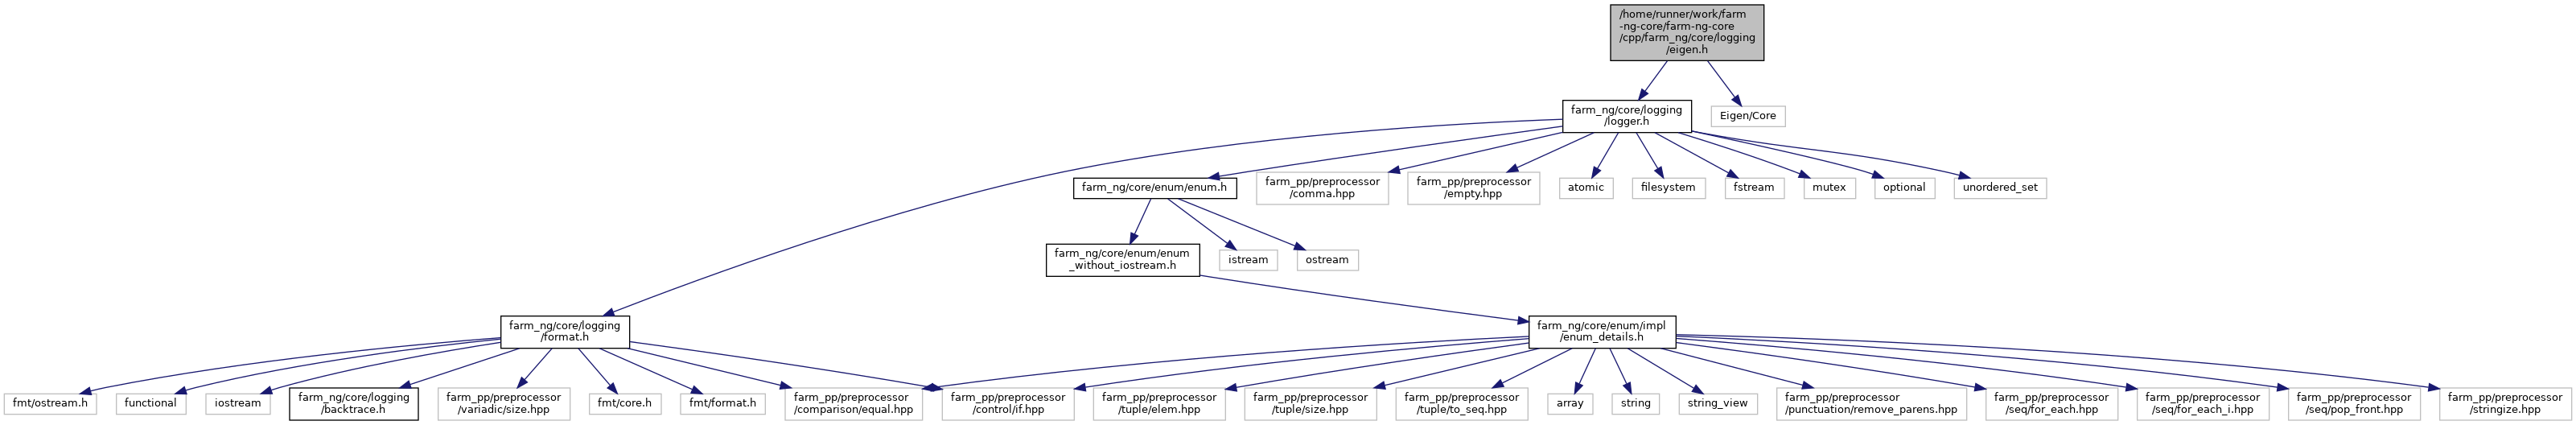 /home/runner/work/farm
-ng-core/farm-ng-core
/cpp/farm_ng/core/logging
/eigen.h
farm_ng/core/logging
/logger.h
Eigen/Core
farm_ng/core/enum/enum.h
farm_pp/preprocessor
/comma.hpp
farm_pp/preprocessor
/empty.hpp
atomic
filesystem
fstream
mutex
optional
unordered_set
farm_ng/core/enum/enum
_without_iostream.h
istream
ostream
farm_ng/core/logging
/format.h
farm_ng/core/enum/impl
/enum_details.h
fmt/ostream.h
functional
iostream
farm_ng/core/logging
/backtrace.h
farm_pp/preprocessor
/variadic/size.hpp
fmt/core.h
fmt/format.h
farm_pp/preprocessor
/comparison/equal.hpp
farm_pp/preprocessor
/control/if.hpp
farm_pp/preprocessor
/tuple/elem.hpp
farm_pp/preprocessor
/tuple/size.hpp
farm_pp/preprocessor
/tuple/to_seq.hpp
array
string
string_view
farm_pp/preprocessor
/punctuation/remove_parens.hpp
farm_pp/preprocessor
/seq/for_each.hpp
farm_pp/preprocessor
/seq/for_each_i.hpp
farm_pp/preprocessor
/seq/pop_front.hpp
farm_pp/preprocessor
/stringize.hpp